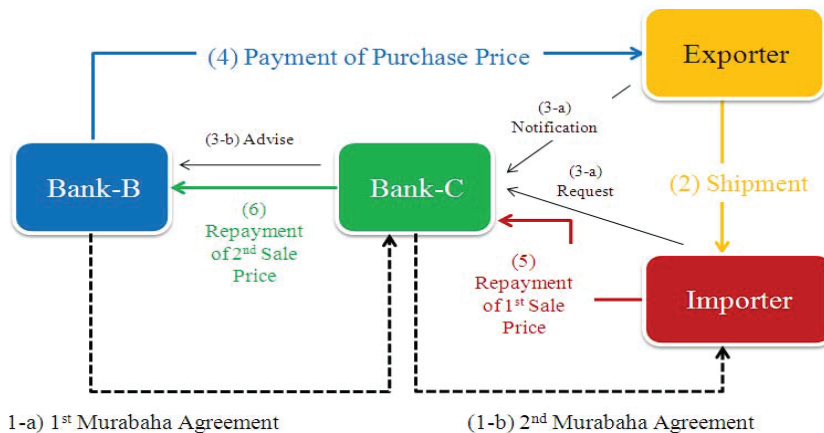 (4) Payment of Purchase Price
Exporter
(3-a)
Notification
(3-b) Advise
(3-a)
Request
(2) Shipment
Bank-B
Bank-C
(6)
Repayment
of 2nd Sale
Price
(5)
Repayment
of 1st Sale
Price
Importer
1-a) 1st Murabaha Agreement
(1-b) 2nd Murabaha Agreement